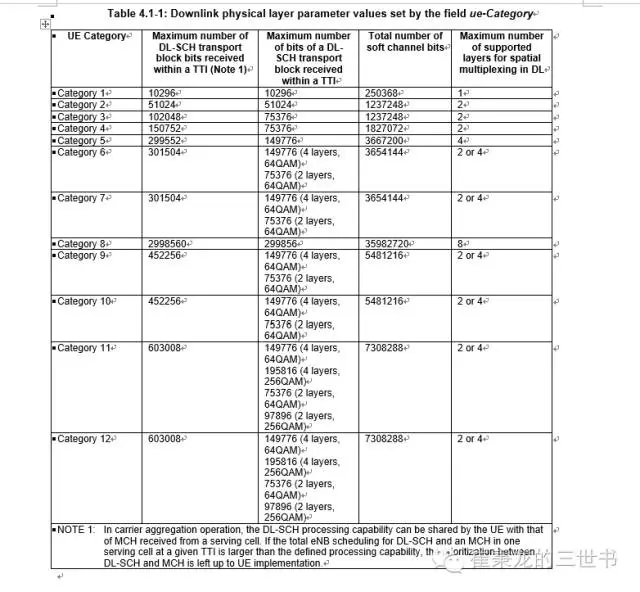 Table 4.1-1: Downlink physical layer parameter values set by the field ue-Category
UE Category
Maximum number of DL-SCH transport block bits received within a TTI (Note 1)
Maximum number of bits of a DL-SCH transport block received within a TTI
Total number of soft channel bits
Maximum number of supported layers for spatial multiplexing in DL
Category 1 10296 10296 250368 1
Category 2 51024 51024 1237248 2
Category 3 102048 75376 1237248 2
Category 4 150752 75376 1827072 2
Category 5 299552 149776 3667200 4
Category 6 301504 149776 (4 layers, 3654144 2 or 4
64QAM)
75376 (2 layers,
64QAM)
Category 7 301504 149776 (4 layers, 3654144 2 or 4
64QAM)
75376 (2 layers,
64QAM)
Category 8 2998560 299856 35982720 8
Category 9 452256 149776 (4 layers, 5481216 2 or 4
64QAM)
75376 (2 layers,
64QAM)
Category 10 452256 149776 (4 layers, 5481216 2 or 4
64QAM)
75376 (2 layers,
64QAM)
Category 11 603008 149776 (4 layers, 7308288 2 or 4
64QAM)
195816 (4 layers,
256QAM)
75376 (2 layers,
64QAM)
97896 (2 layers,
256QAM)
Category 12 603008 149776 (4 layers, 7308288 2 or 4
64QAM)
195816 (4 layers,
256QAM)
75376 (2 layers,
64QAM)
97896 (2 layers,
256QAM)
NOTE 1: In carrier aggregation operation, the DL-SCH processing capability can be shared by the UE with that
of MCH received from a serving cell. If the total eNB scheduling for DL-SCH and an MCH in one
serving cell at a given TTI is larger than the defined processing capability, the prioritization between
DL-SCH and MCH is left up to UE implementation.
崔秉龙的三世书